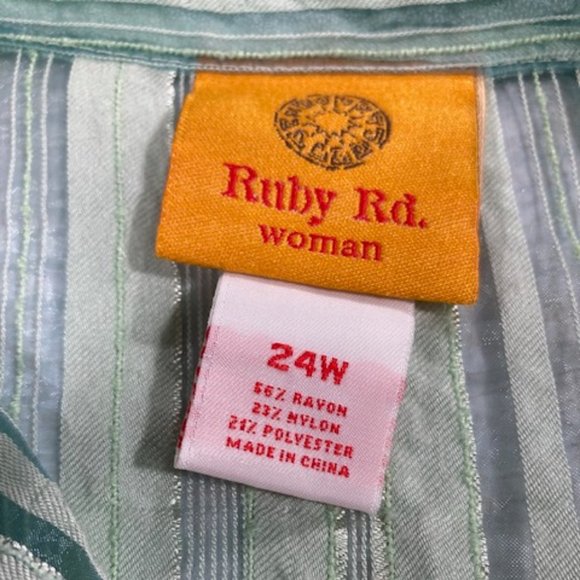 Ruby Rd.
woman
24W
56% RAYON
23% NYLON
21% POLYESTER
MADE IN CHINA